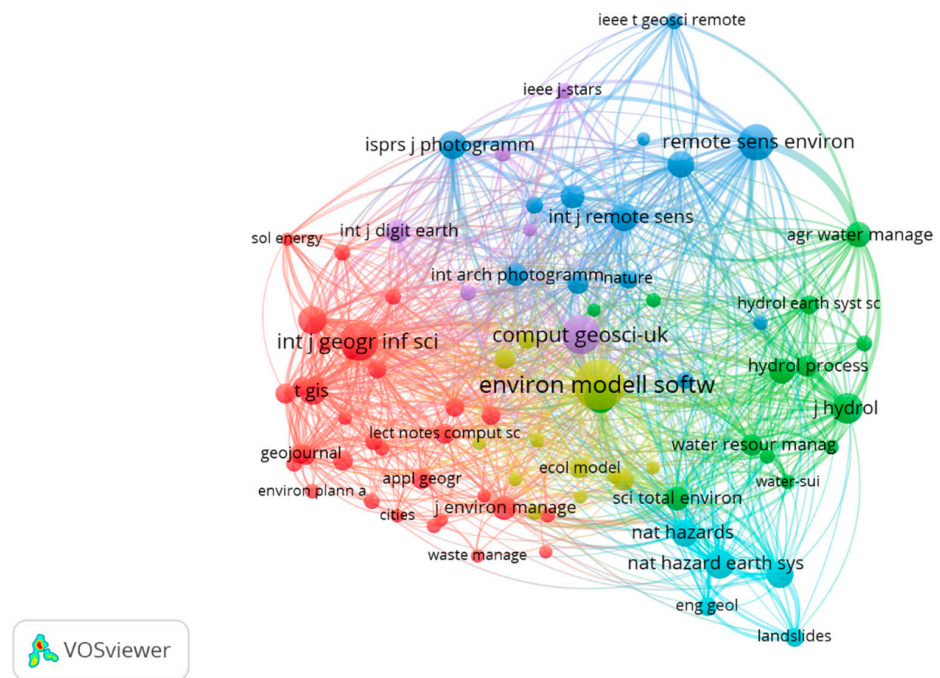 ieee t geosci remote
ieee j-stars
isprs j photogramm
remote sens environ
int j remote sens
int j digit earth
agr water manage
sol energy
int arch photogramm
nature
hydrol earth syst sc
int j geogr inf sci
comput geosci-uk
hydrol process
environ modell softw
t gis
j hydrol
lect notes comput sc
water resour manag
geojournal
ecol model
appl geogr
water-sui
environ plann a
sci total environ
cities
j environ manage
nat hazards
waste manage
nat hazard earth sys
eng geol
landslides
VOSviewer